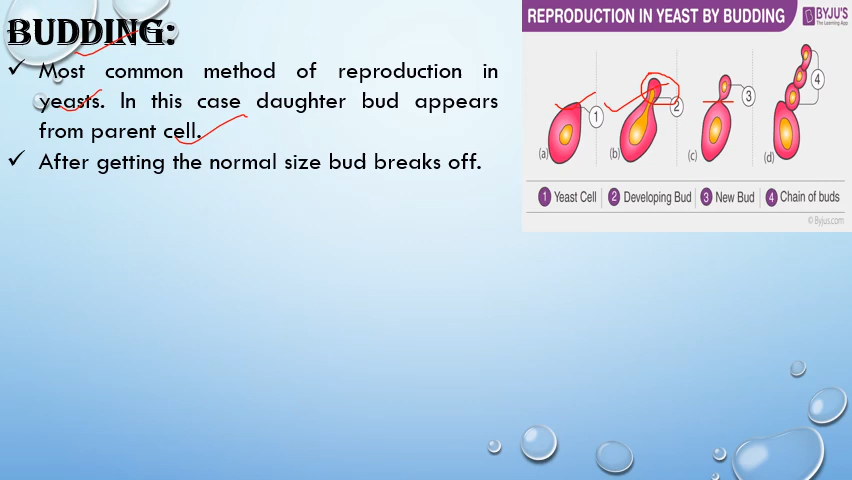 BUDDING:
✓ Most common method of reproduction in
yeasts. In this case daughter bud appears
from parent cell.
✓ After getting the normal size bud breaks off.
REPRODUCTION IN YEAST BY BUDDING
BYJU'S
The Learning App
1
2
3
4
(a)
(b)
(c)
(d)
1 Yeast Cell
2 Developing Bud
3 New Bud
4 Chain of buds
© Byjus.com